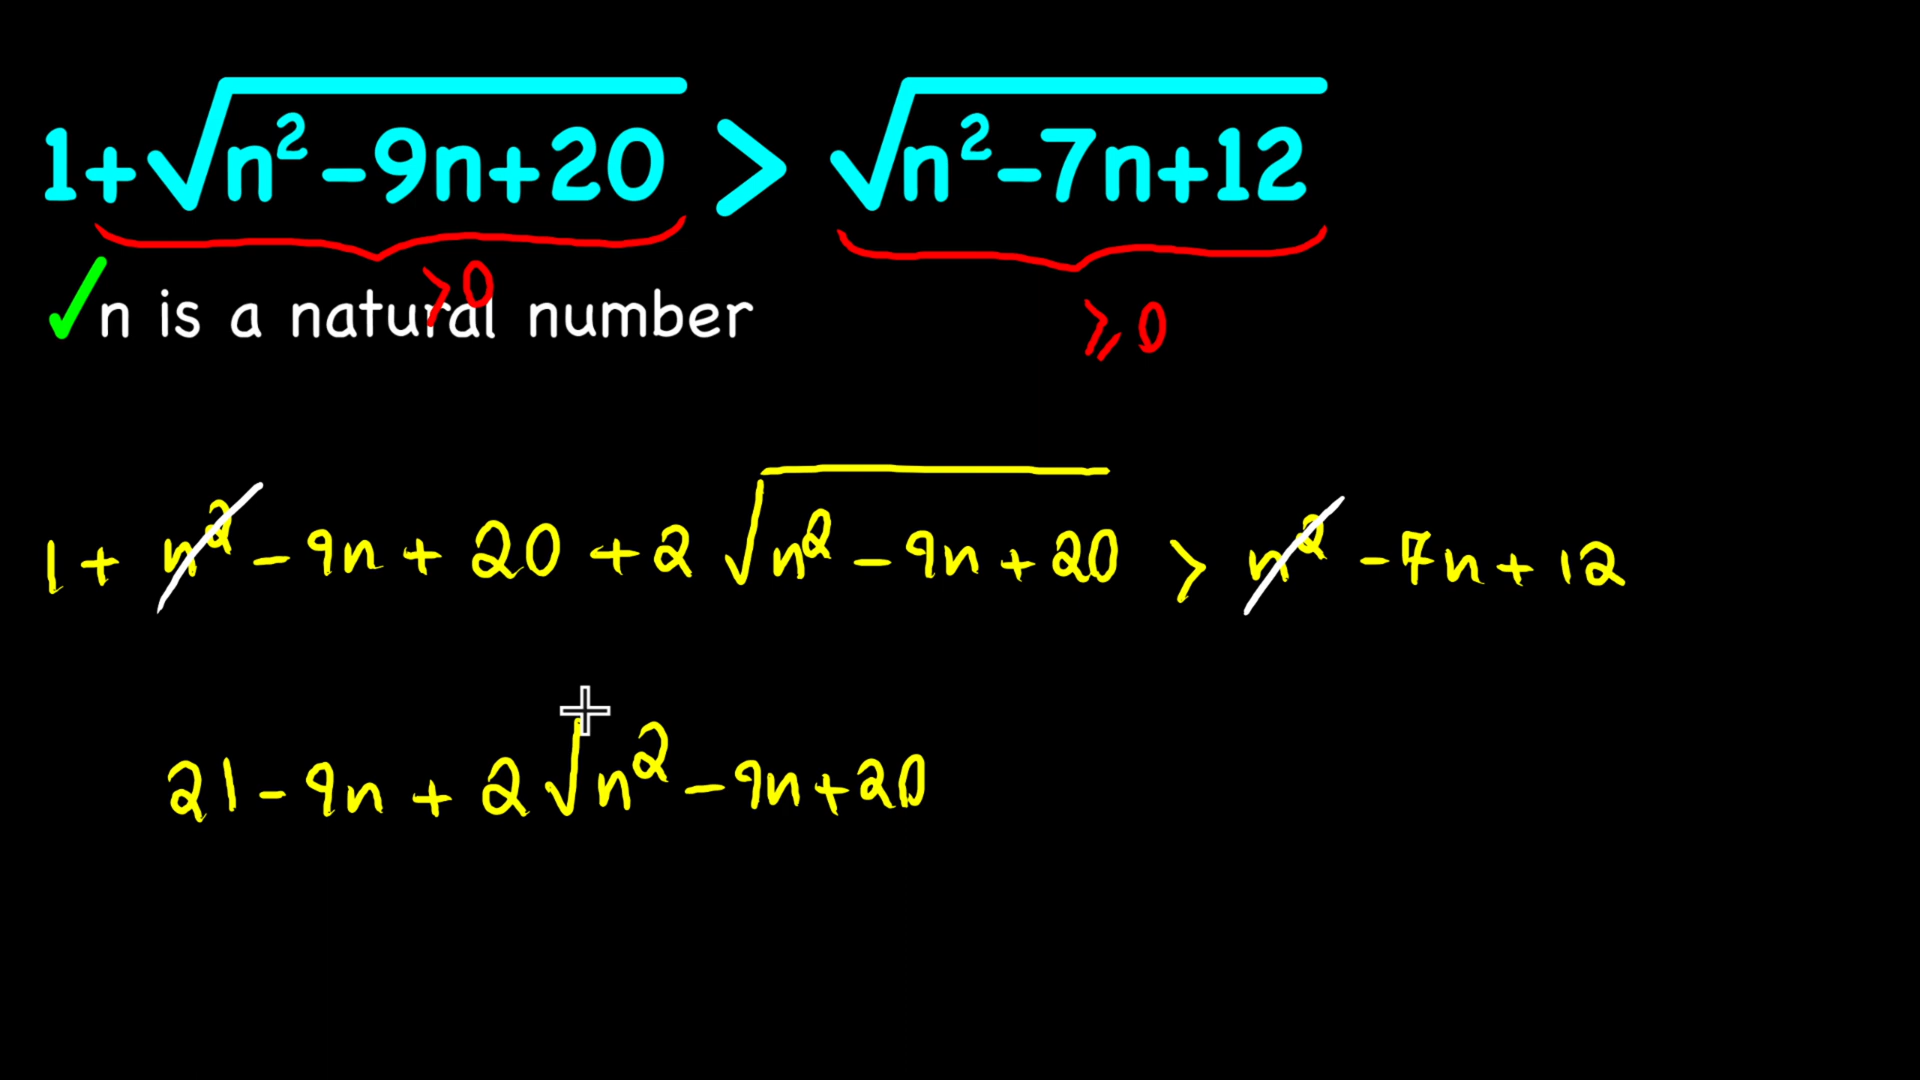 1+√n²-9n+20 > √n²-7n+12
>0
✓n is a natural number
⩾0
1 + n² - 9n + 20 + 2 √n² - 9n + 20 > n² - 7n + 12
21 - 9n + 2 √n² - 9n + 20